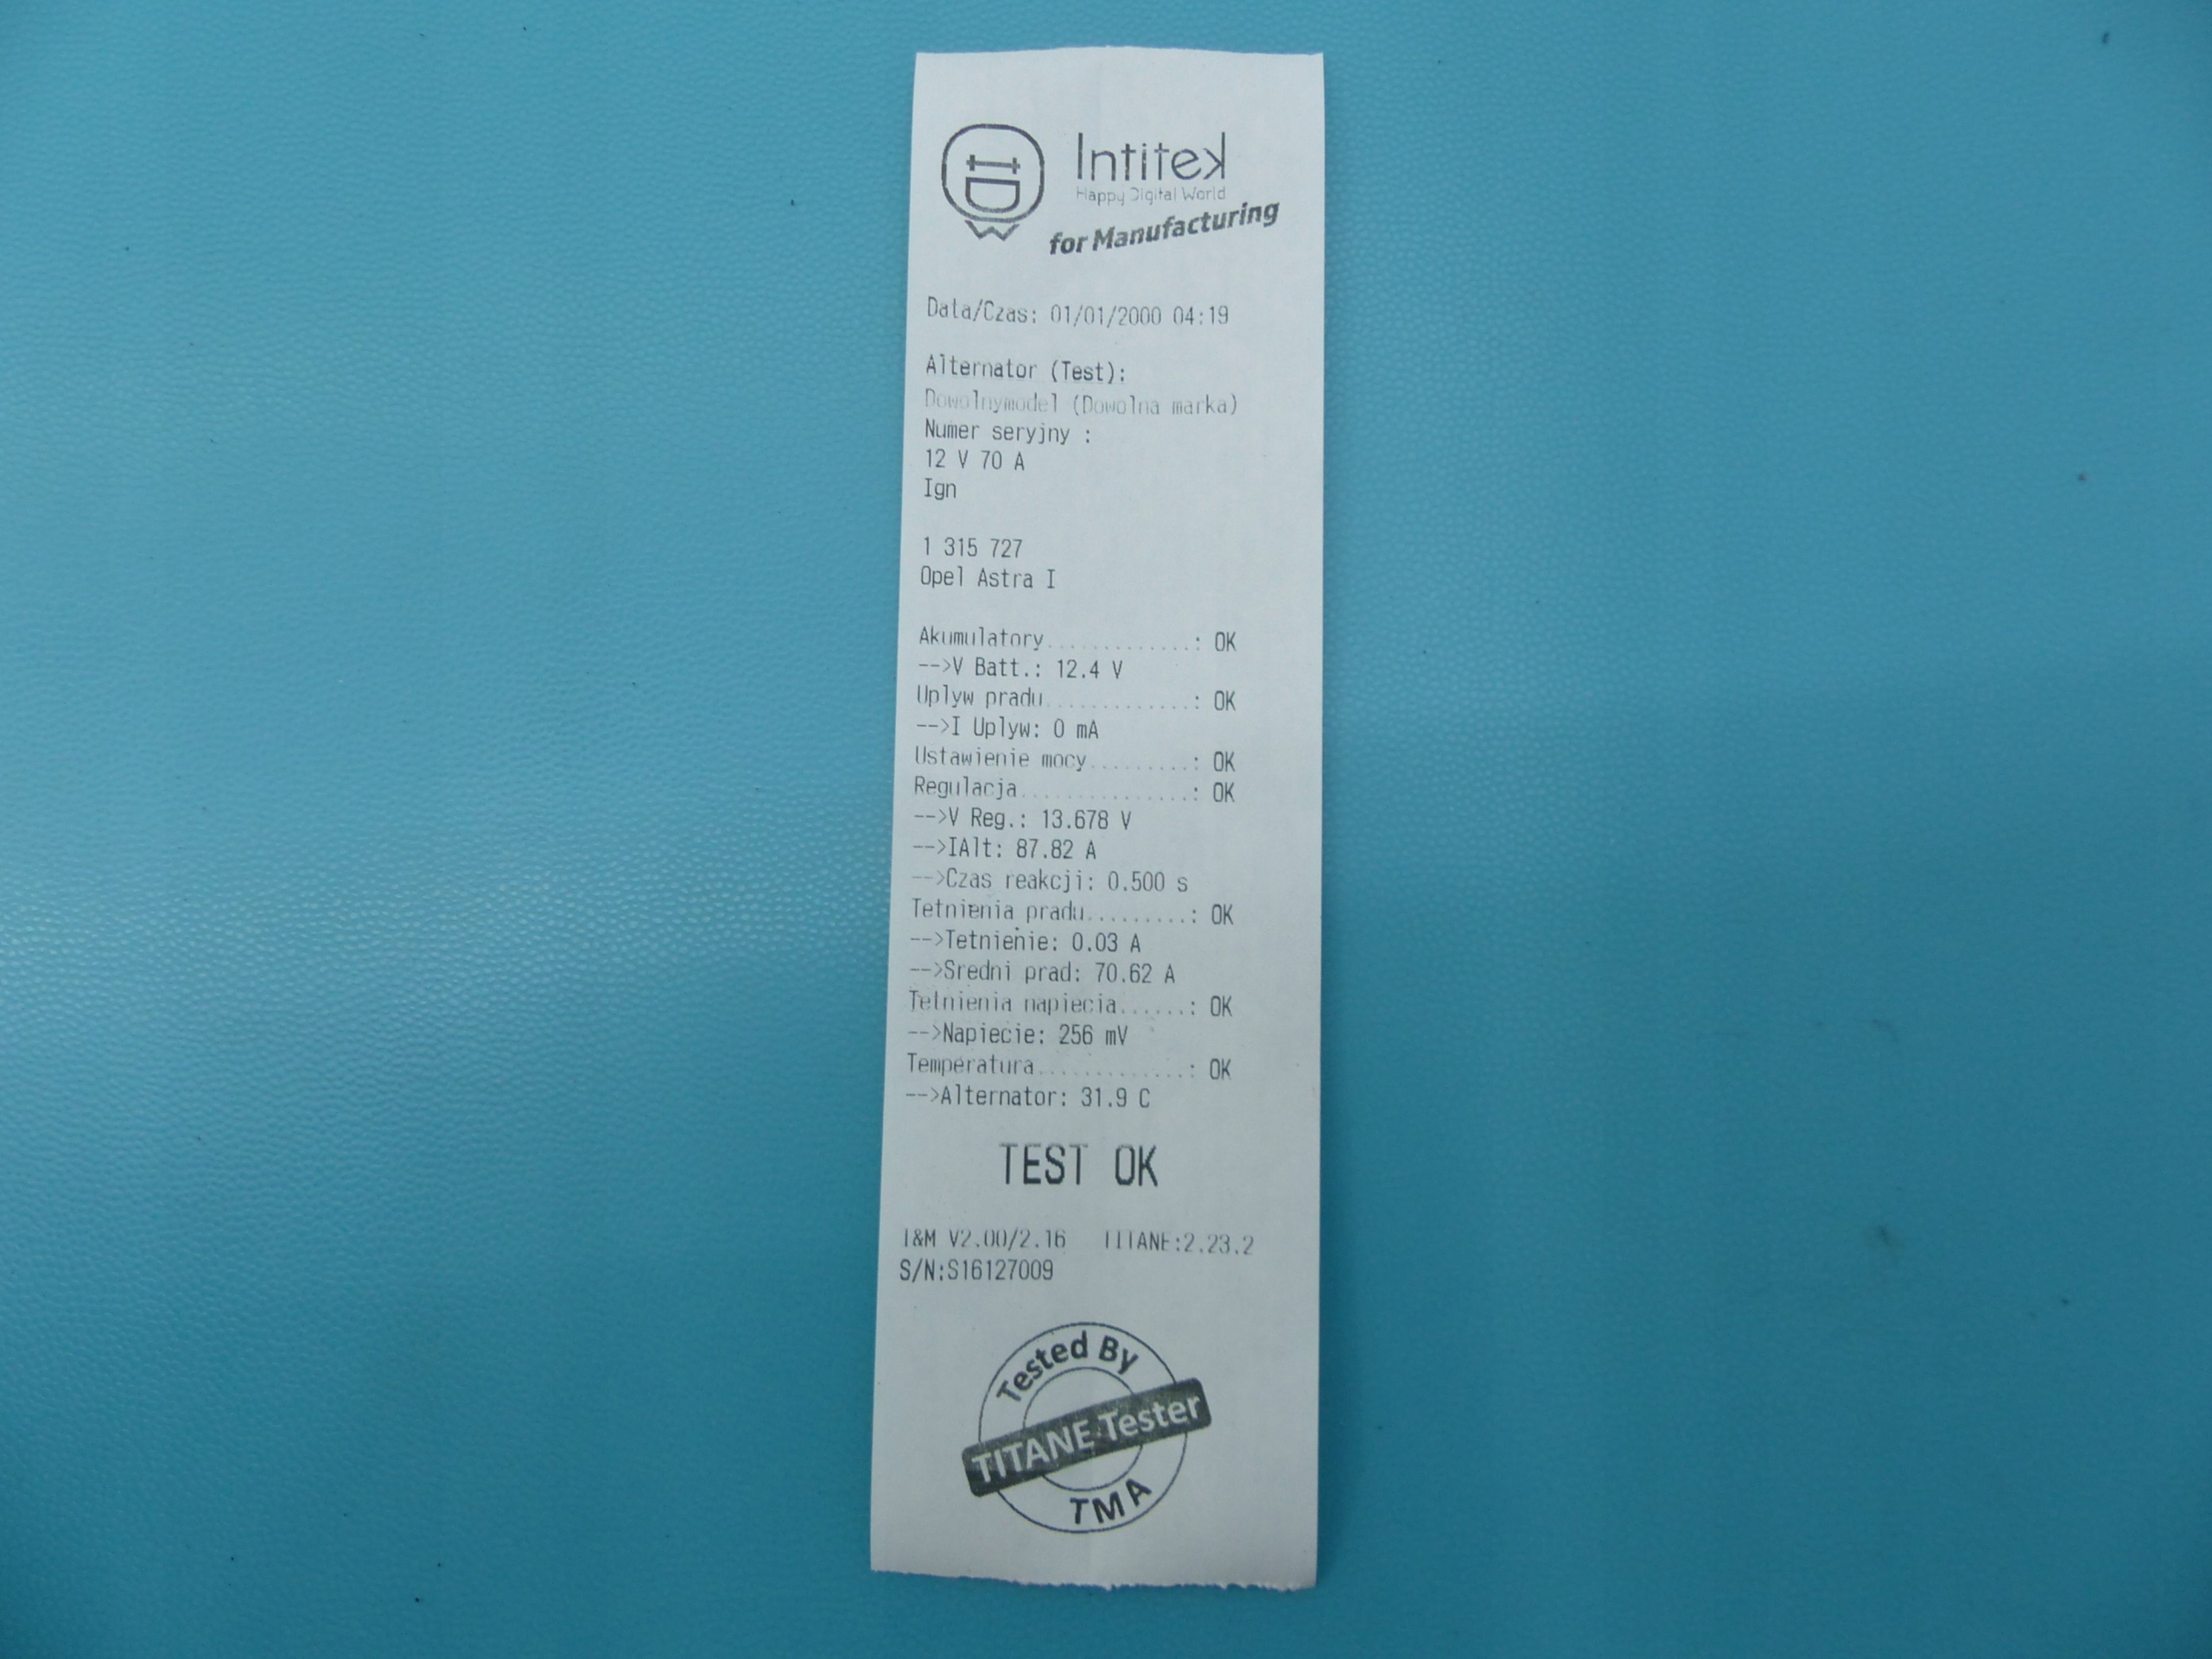 Intitek
Happy Digital World
for Manufacturing
Data/Czas: 01/01/2000 04:19
Alternator (Test):
Dowolnymodel (Dowolna marka)
Numer seryjny :
12 V 70 A
Ign
1 315 727
Opel Astra I
Akumulatory.............: OK
-->V Batt.: 12.4 V
Uplyw pradu.............: OK
-->I Uplyw: 0 mA
Ustawienie mocy.........: OK
Regulacja...............: OK
-->V Reg.: 13.678 V
-->IAlt: 87.82 A
-->Czas reakcji: 0.500 s
Tetnienia pradu.........: OK
-->Tetnienie: 0.03 A
-->Sredni prad: 70.62 A
Tetnienia napiecia......: OK
-->Napiecie: 256 mV
Temperatura.............: OK
-->Alternator: 31.9 C
TEST OK
I&M V2.00/2.16 TITANE:2.23.2
S/N:S16127009
Tested By
TITANE Tester
TMA